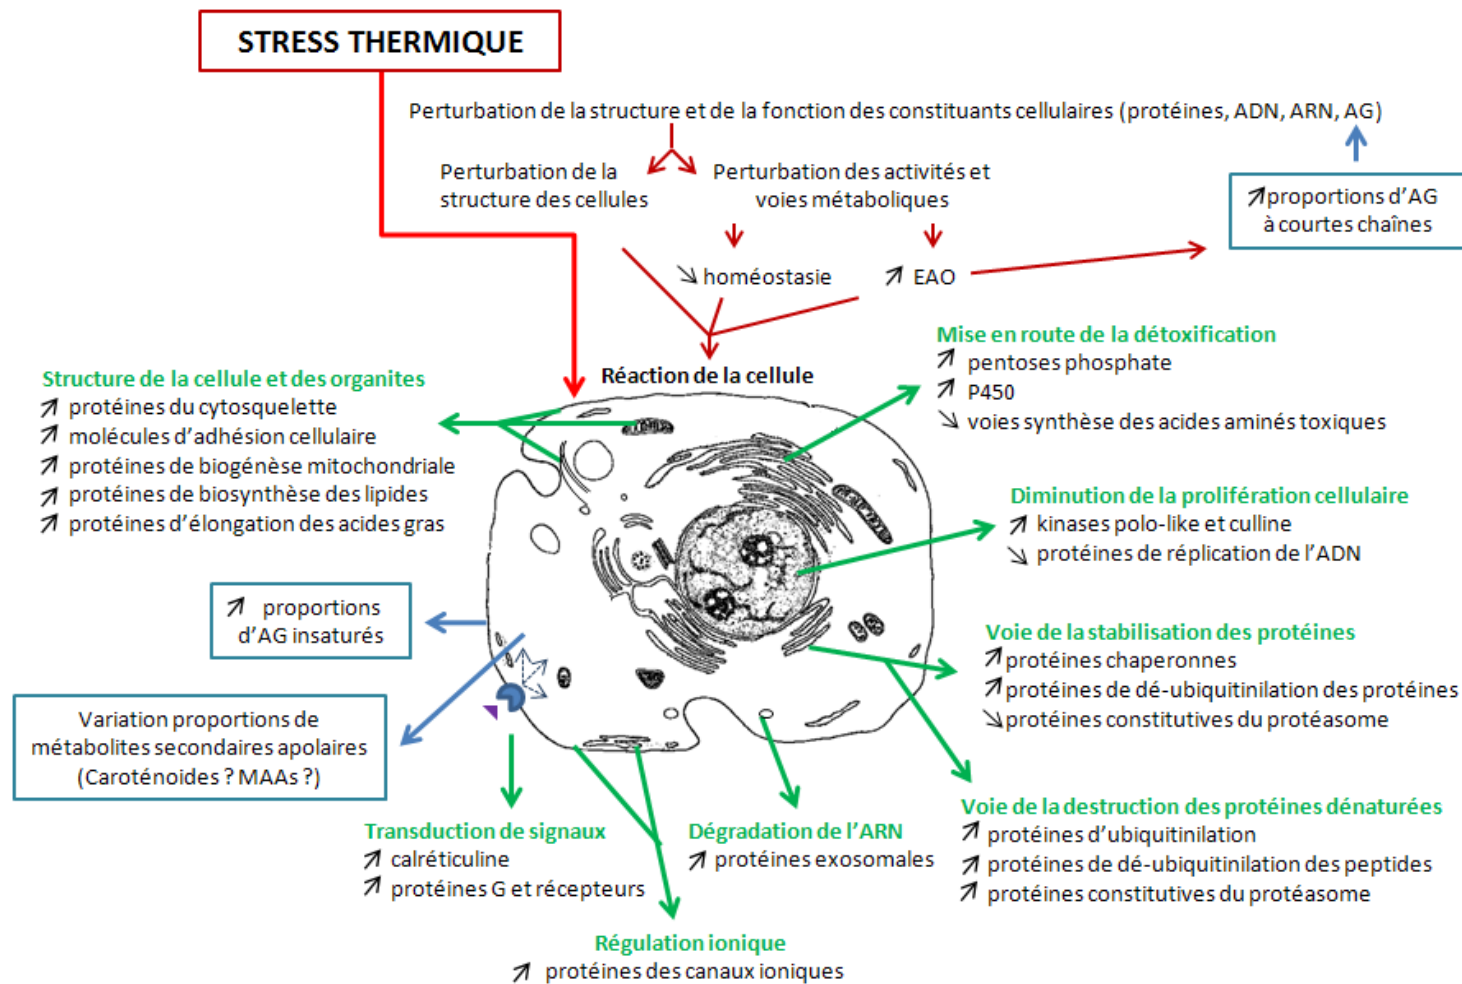 STRESS THERMIQUE
Perturbation de la structure et de la fonction des constituants cellulaires (protéines, ADN, ARN, AG)
Perturbation de la
structure des cellules
Perturbation des activités et
voies métaboliques
↗ proportions d'AG
à courtes chaînes
↘ homéostasie
↗ EAO
Réaction de la cellule
Mise en route de la détoxification
↗ pentoses phosphate
↗ P450
↘ voies synthèse des acides aminés toxiques
Structure de la cellule et des organites
↗ protéines du cytosquelette
↗ molécules d'adhésion cellulaire
↗ protéines de biogénèse mitochondriale
↗ protéines de biosynthèse des lipides
↗ protéines d'élongation des acides gras
Diminution de la prolifération cellulaire
↗ kinases polo-like et culline
↘ protéines de réplication de l'ADN
↗ proportions
d'AG insaturés
Voie de la stabilisation des protéines
↗ protéines chaperonnes
↗ protéines de dé-ubiquitinilation des protéines
↘ protéines constitutives du protéasome
Variation proportions de
métabolites secondaires apolaires
(Caroténoides ? MAAs ?)
Voie de la destruction des protéines dénaturées
↗ protéines d'ubiquitinilation
↗ protéines de dé-ubiquitinilation des peptides
↗ protéines constitutives du protéasome
Transduction de signaux
↗ calréticuline
↗ protéines G et récepteurs
Dégradation de l'ARN
↗ protéines exosomales
Régulation ionique
↗ protéines des canaux ioniques